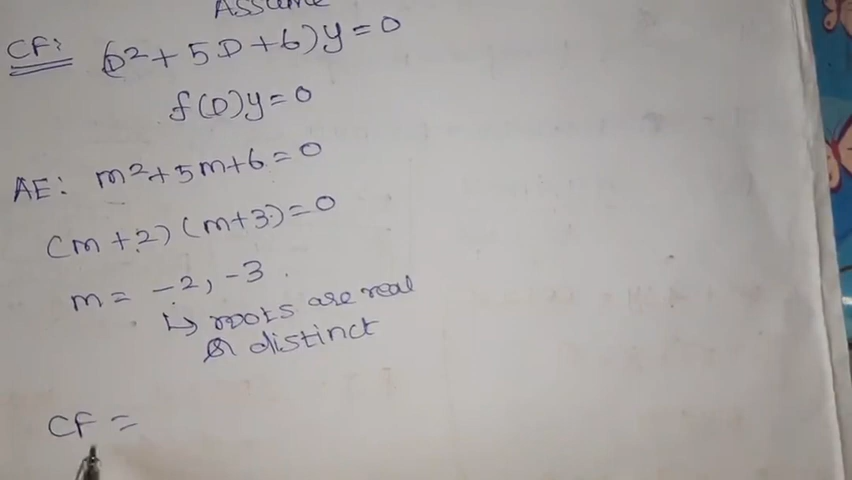 Assume
CF: (D²+5D+6)y=0
f(D)y=0
AE: m²+5m+6=0
(m+2)(m+3)=0
m = -2, -3.
↳ roots are real
& distinct
CF =